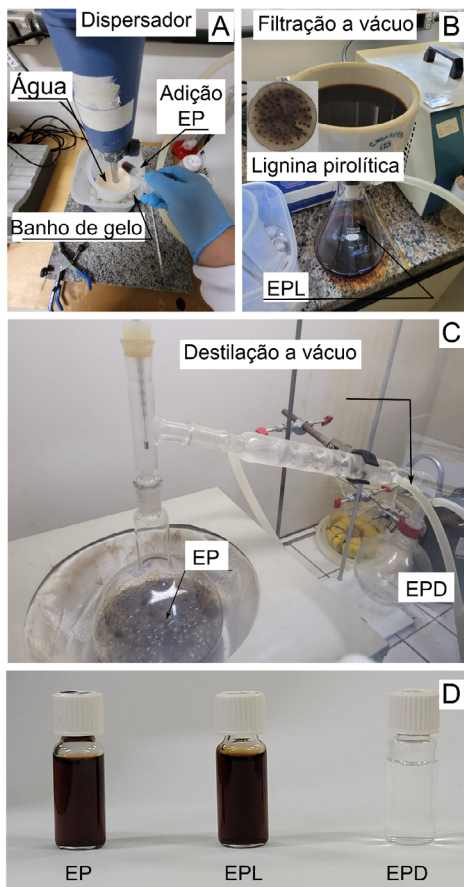 Dispersador
A
Água
Adição
EP
Banho de gelo
Filtração a vácuo
B
Lignina pirolítica
EPL
C
Destilação a vácuo
EP
EPD
D
EP
EPL
EPD